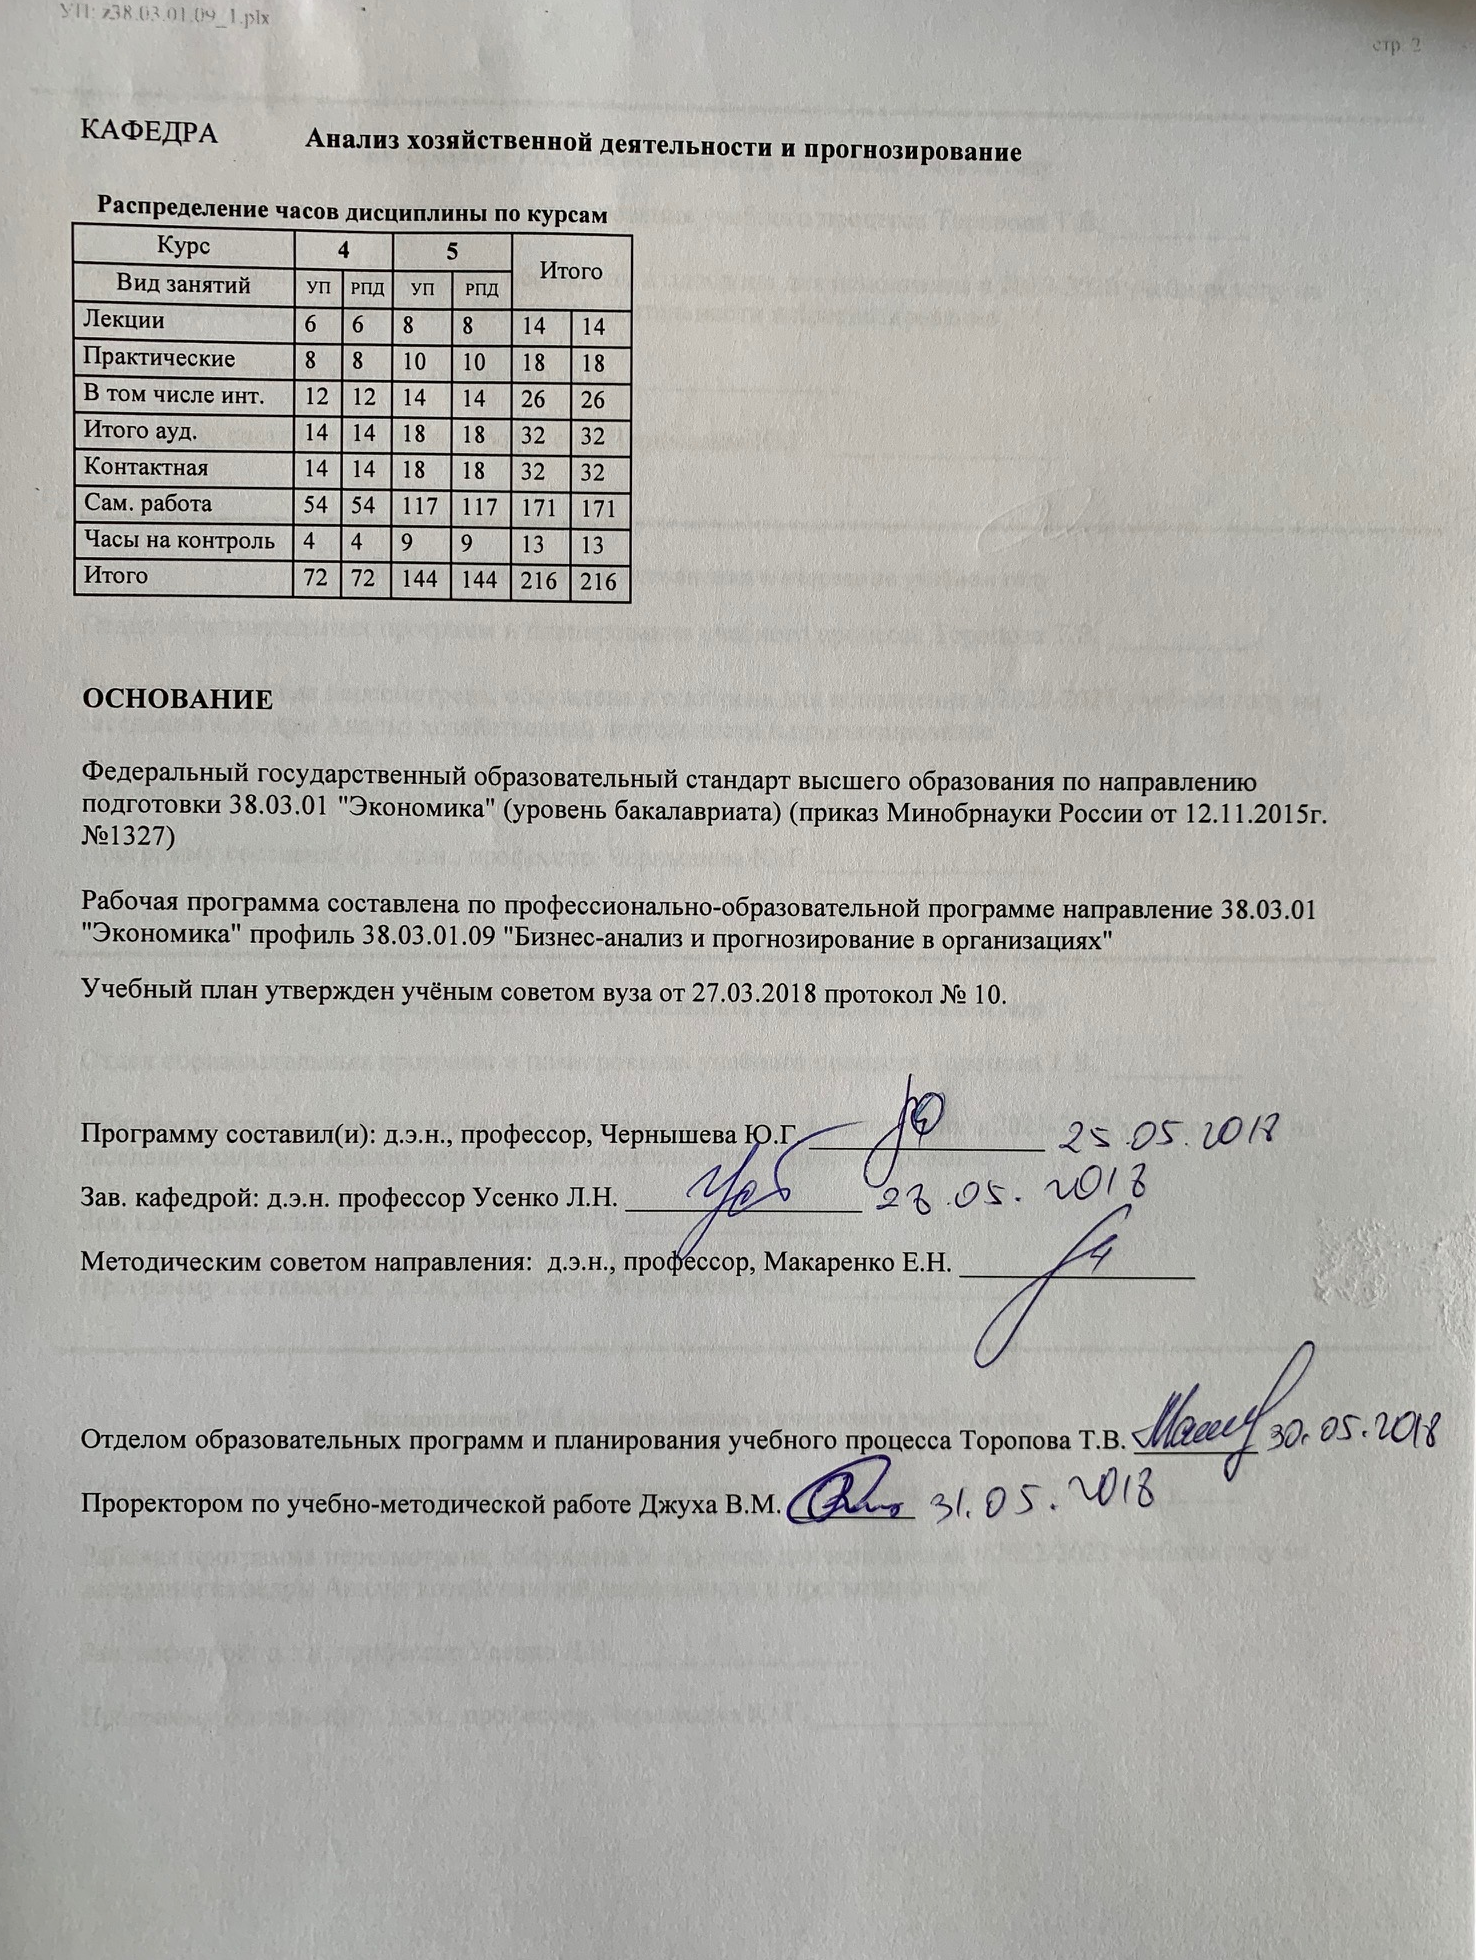 УП: z38.03.01.09_1.plx
стр. 2
КАФЕДРА Анализ хозяйственной деятельности и прогнозирование
Распределение часов дисциплины по курсам
Курс 4 5 Итого
Вид занятий УП РПД УП РПД
Лекции 6 6 8 8 14 14
Практические 8 8 10 10 18 18
В том числе инт. 12 12 14 14 26 26
Итого ауд. 14 14 18 18 32 32
Контактная 14 14 18 18 32 32
Сам. работа 54 54 117 117 171 171
Часы на контроль 4 4 9 9 13 13
Итого 72 72 144 144 216 216
ОСНОВАНИЕ
Федеральный государственный образовательный стандарт высшего образования по направлению
подготовки 38.03.01 "Экономика" (уровень бакалавриата) (приказ Минобрнауки России от 12.11.2015г.
№1327)
Рабочая программа составлена по профессионально-образовательной программе направление 38.03.01
"Экономика" профиль 38.03.01.09 "Бизнес-анализ и прогнозирование в организациях"
Учебный план утвержден учёным советом вуза от 27.03.2018 протокол № 10.
Программу составил(и): д.э.н., профессор, Чернышева Ю.Г. 25.05.2018
Зав. кафедрой: д.э.н. профессор Усенко Л.Н. 28.05.2018
Методическим советом направления: д.э.н., профессор, Макаренко Е.Н.
Отделом образовательных программ и планирования учебного процесса Торопова Т.В. 30.05.2018
Проректором по учебно-методической работе Джуха В.М. 31.05.2018